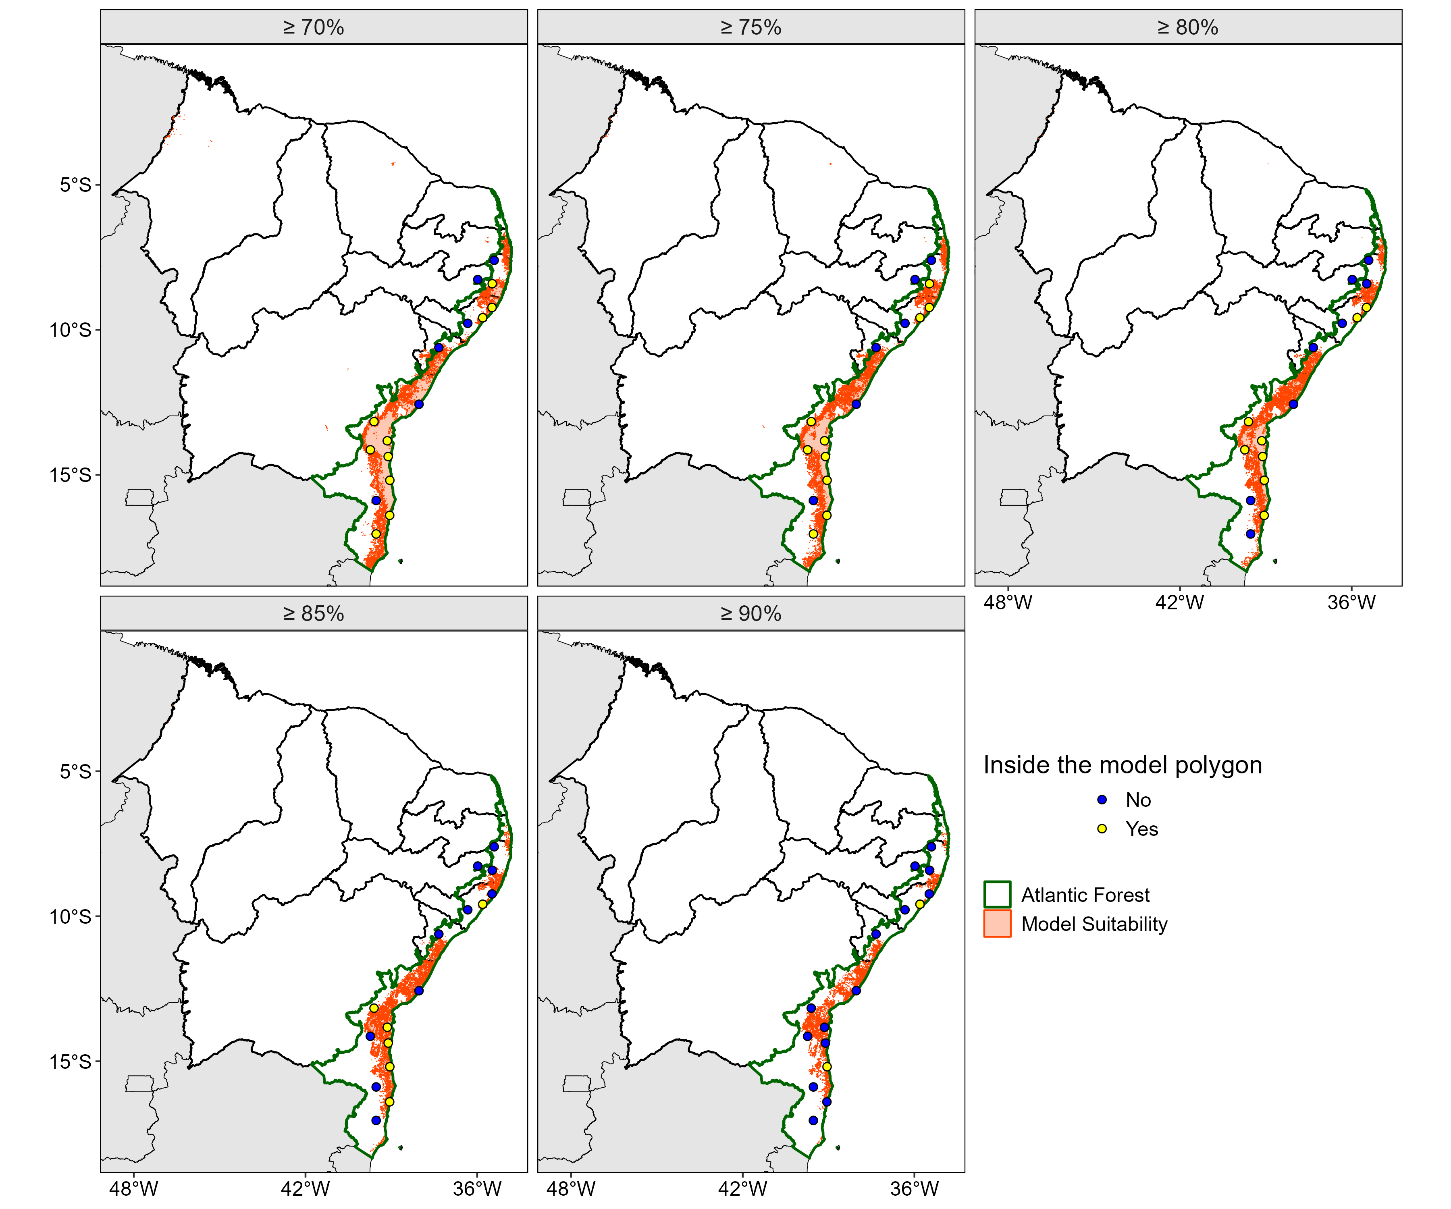 ≥ 70%
≥ 75%
≥ 80%
5°S
10°S
15°S
48°W
42°W
36°W
≥ 85%
≥ 90%
5°S
10°S
15°S
48°W
42°W
36°W
48°W
42°W
36°W
Inside the model polygon
No
Yes
Atlantic Forest
Model Suitability